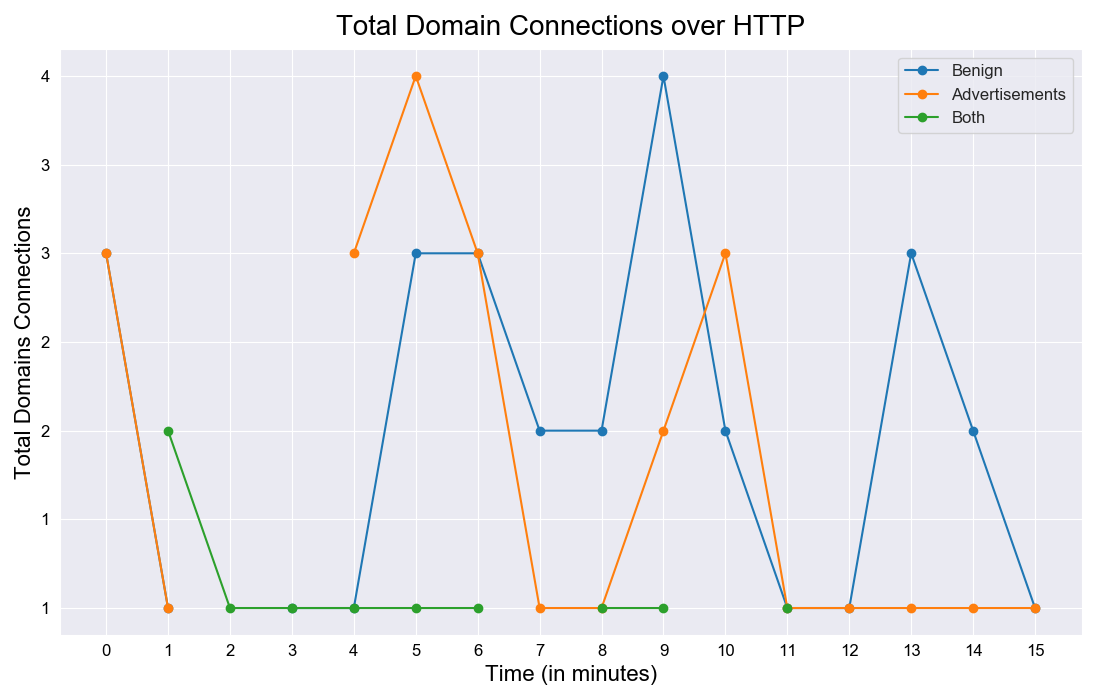 Total Domain Connections over HTTP
Benign
Advertisements
Both
Total Domains Connections
4
3
3
2
2
1
1
0 1 2 3 4 5 6 7 8 9 10 11 12 13 14 15
Time (in minutes)